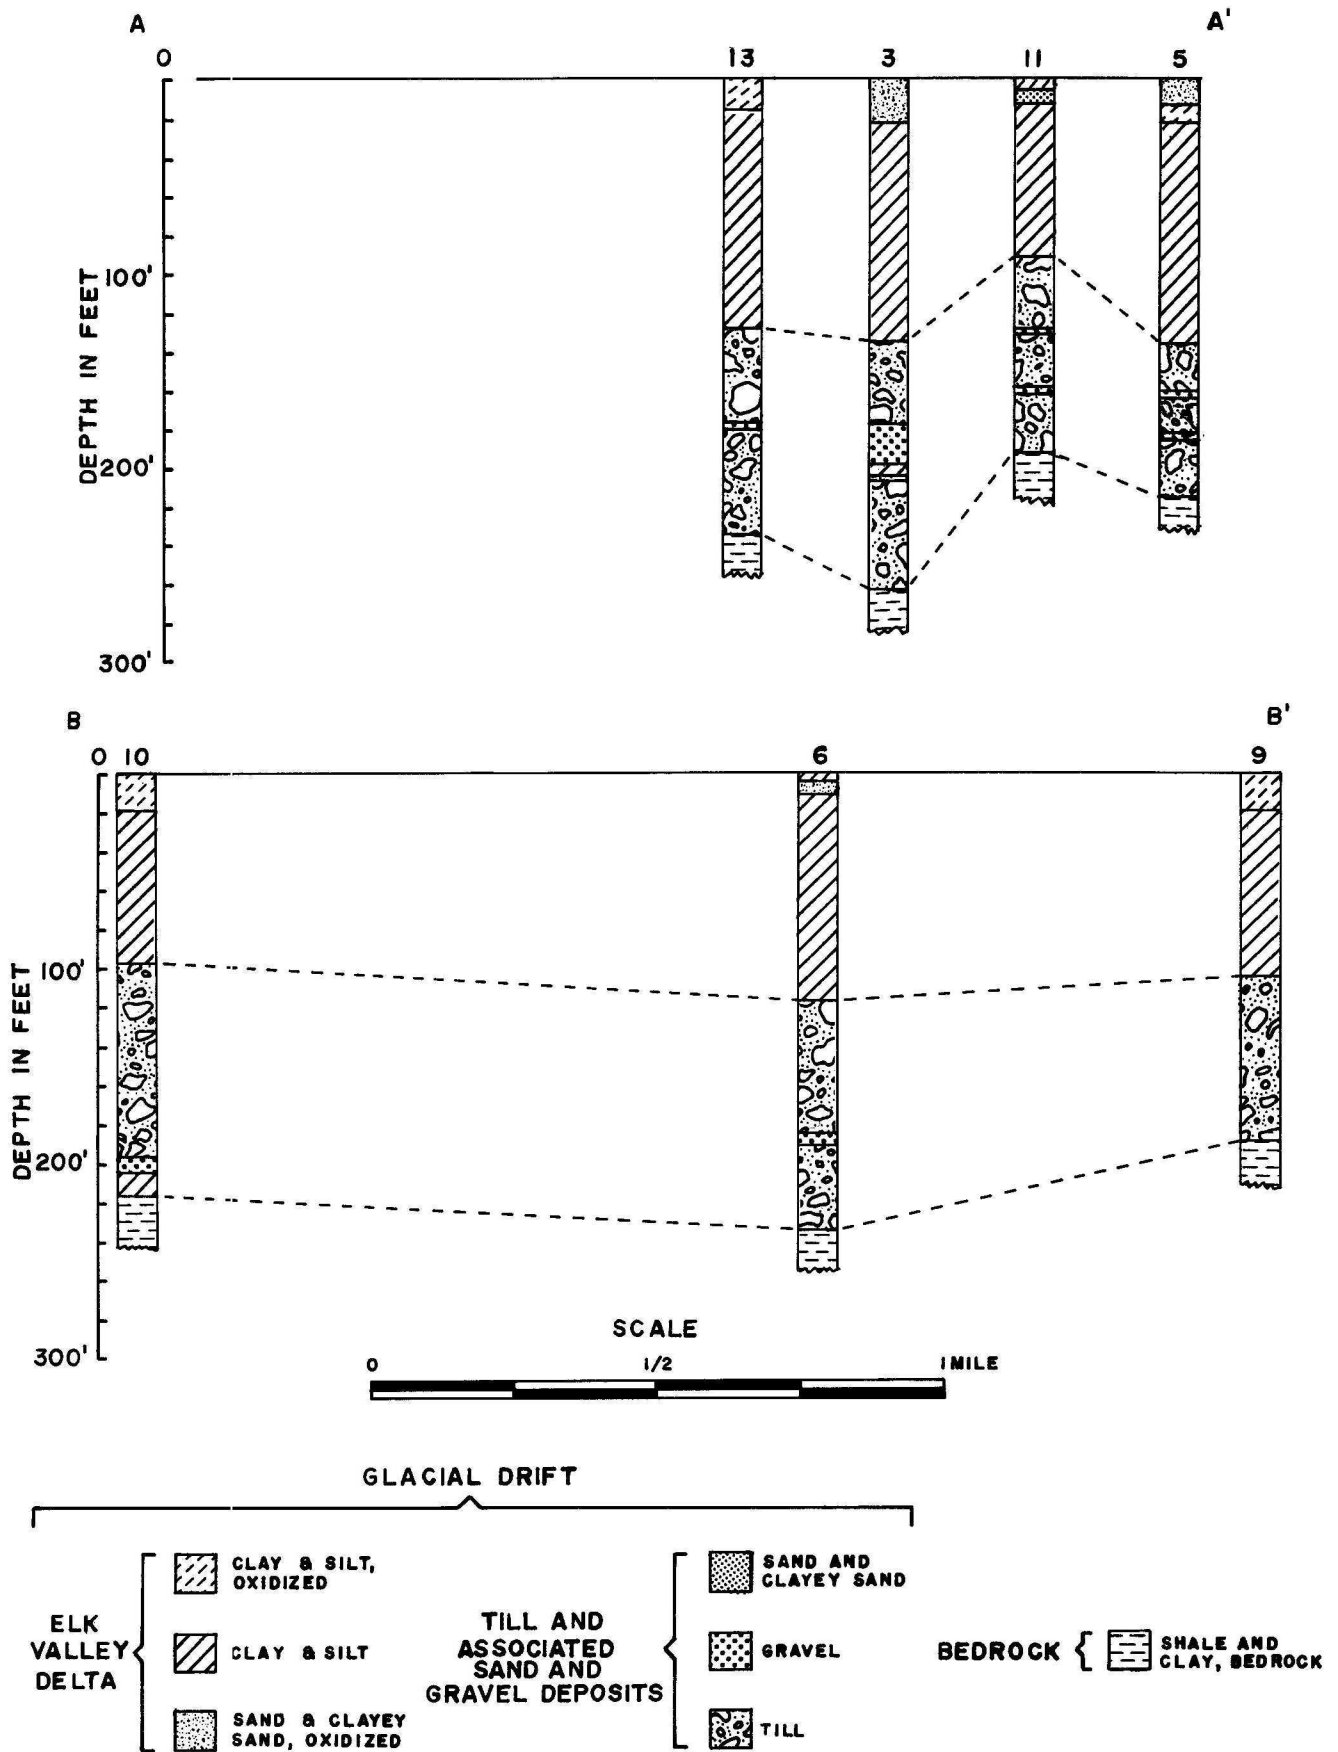 A A'
0 13 3 11 5
100'
DEPTH IN FEET
200'
300'
B B'
0 10 6 9
100'
DEPTH IN FEET
200'
300'
SCALE
0 1/2 1 MILE
GLACIAL DRIFT
ELK
VALLEY
DELTA
CLAY & SILT,
OXIDIZED
CLAY & SILT
SAND & CLAYEY
SAND, OXIDIZED
TILL AND
ASSOCIATED
SAND AND
GRAVEL DEPOSITS
SAND AND
CLAYEY SAND
GRAVEL
TILL
BEDROCK
SHALE AND
CLAY, BEDROCK